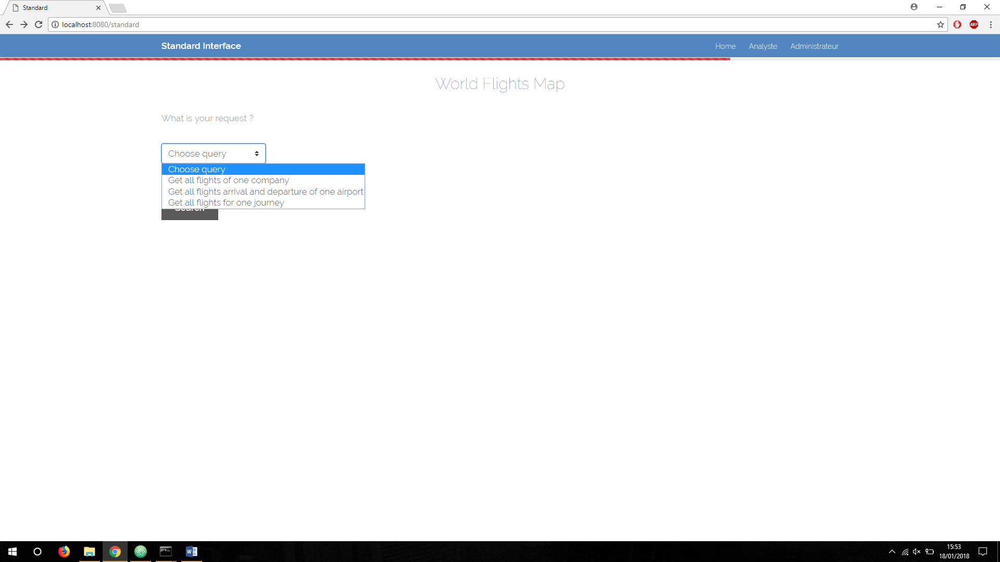 Standard
localhost:8080/standard
ABP
Standard Interface
Home Analyste Administrateur
World Flights Map
What is your request ?
Choose query
Choose query
Get all flights of one company
Get all flights arrival and departure of one airport
Get all flights for one journey
Search
15:53
18/01/2018